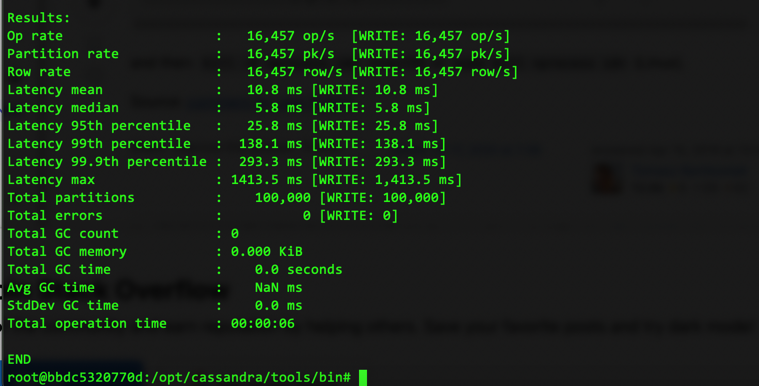 Results:
Op rate                   :   16,457 op/s  [WRITE: 16,457 op/s]
Partition rate            :   16,457 pk/s  [WRITE: 16,457 pk/s]
Row rate                  :   16,457 row/s [WRITE: 16,457 row/s]
Latency mean              :   10.8 ms [WRITE: 10.8 ms]
Latency median            :    5.8 ms [WRITE: 5.8 ms]
Latency 95th percentile   :   25.8 ms [WRITE: 25.8 ms]
Latency 99th percentile   :  138.1 ms [WRITE: 138.1 ms]
Latency 99.9th percentile :  293.3 ms [WRITE: 293.3 ms]
Latency max               : 1413.5 ms [WRITE: 1,413.5 ms]
Total partitions          :    100,000 [WRITE: 100,000]
Total errors              :          0 [WRITE: 0]
Total GC count            : 0
Total GC memory           : 0.000 KiB
Total GC time             :    0.0 seconds
Avg GC time               :    NaN ms
StdDev GC time            :    0.0 ms
Total operation time      : 00:00:06
Overflow
END
root@bbdc5320770d:/opt/cassandra/tools/bin#